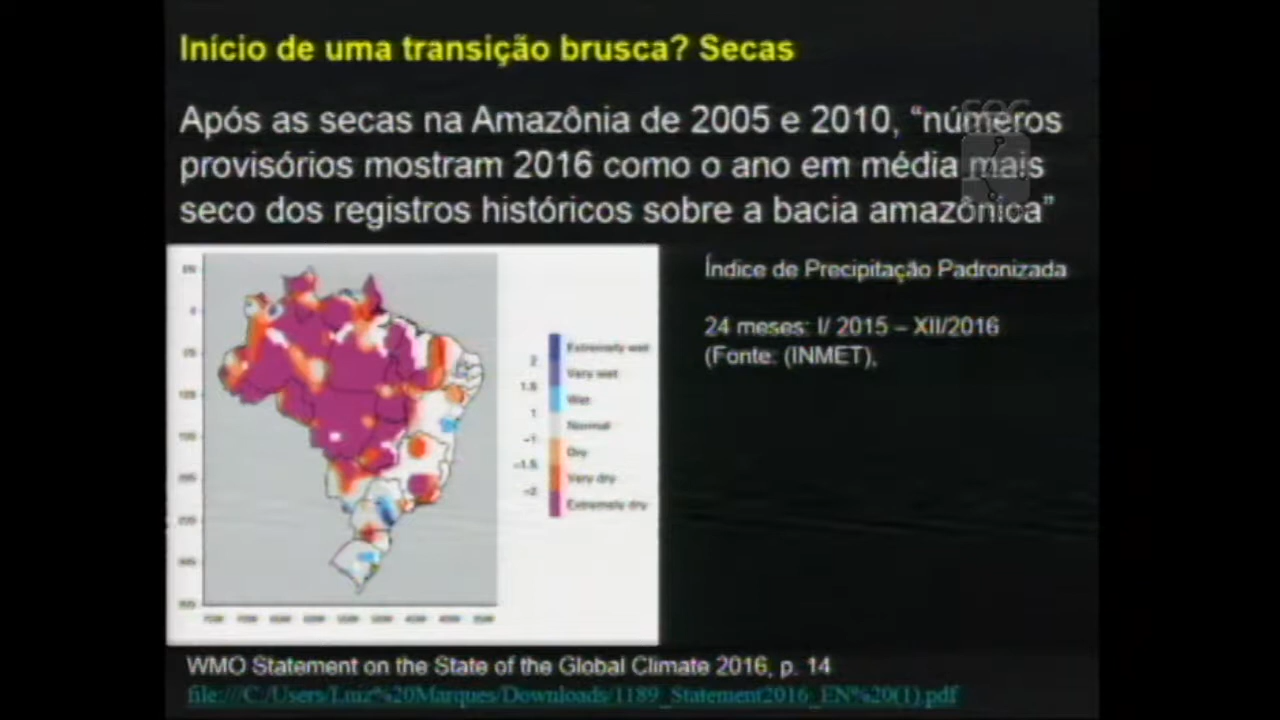 Início de uma transição brusca? Secas
Após as secas na Amazônia de 2005 e 2010, “números
provisórios mostram 2016 como o ano em média mais
seco dos registros históricos sobre a bacia amazônica”
Índice de Precipitação Padronizada
24 meses: I/ 2015 – XII/2016
(Fonte: (INMET),
Extremely wet
2
Very wet
1.5
Wet
1
Normal
-1
Dry
-1.5
Very dry
-2
Extremely dry
WMO Statement on the State of the Global Climate 2016, p. 14
file:///C:/Users/Luiz%20Marques/Downloads/1189_Statement2016_EN%20(1).pdf